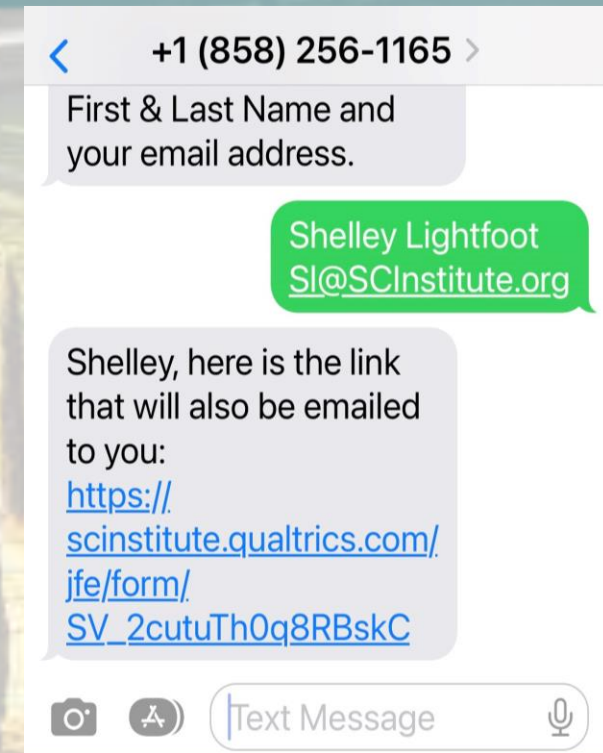 +1 (858) 256-1165 >
First & Last Name and
your email address.
Shelley Lightfoot
Sl@SCInstitute.org
Shelley, here is the link
that will also be emailed
to you:
https://
scinstitute.qualtrics.com/
jfe/form/
SV_2cutuTh0q8RBskC
Text Message